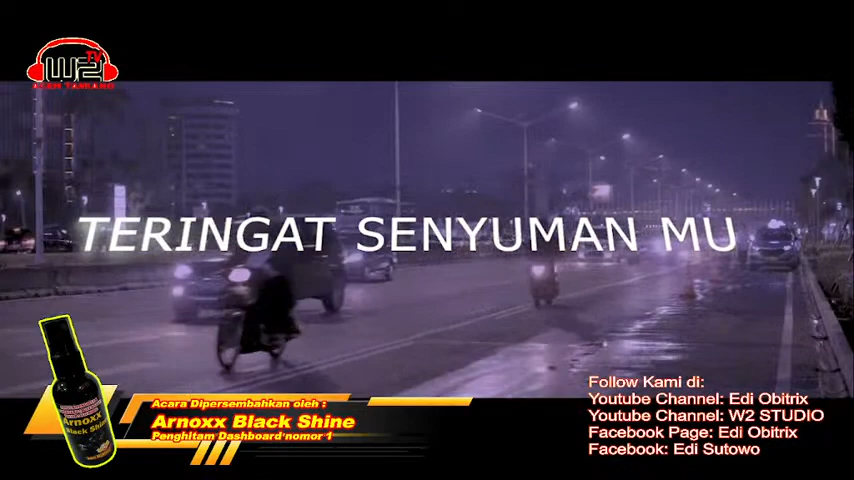 W2 TV
TERINGAT SENYUMAN MU
Arnoxx
Black Shine
Acara Dipersembahkan oleh :
Arnoxx Black Shine
Penghitam Dashboard nomor 1
Follow Kami di:
Youtube Channel: Edi Obitrix
Youtube Channel: W2 STUDIO
Facebook Page: Edi Obitrix
Facebook: Edi Sutowo